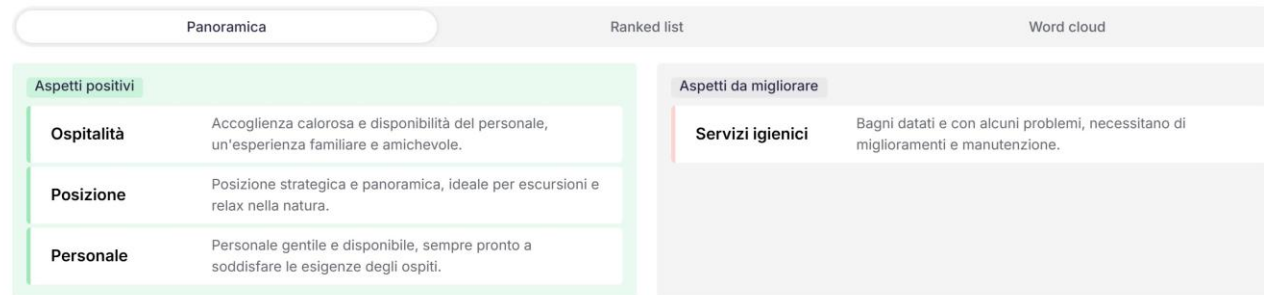 Panoramica
Ranked list
Word cloud
Aspetti positivi
Ospitalità
Accoglienza calorosa e disponibilità del personale,
un'esperienza familiare e amichevole.
Posizione
Posizione strategica e panoramica, ideale per escursioni e
relax nella natura.
Personale
Personale gentile e disponibile, sempre pronto a
soddisfare le esigenze degli ospiti.
Aspetti da migliorare
Servizi igienici
Bagni datati e con alcuni problemi, necessitano di
miglioramenti e manutenzione.